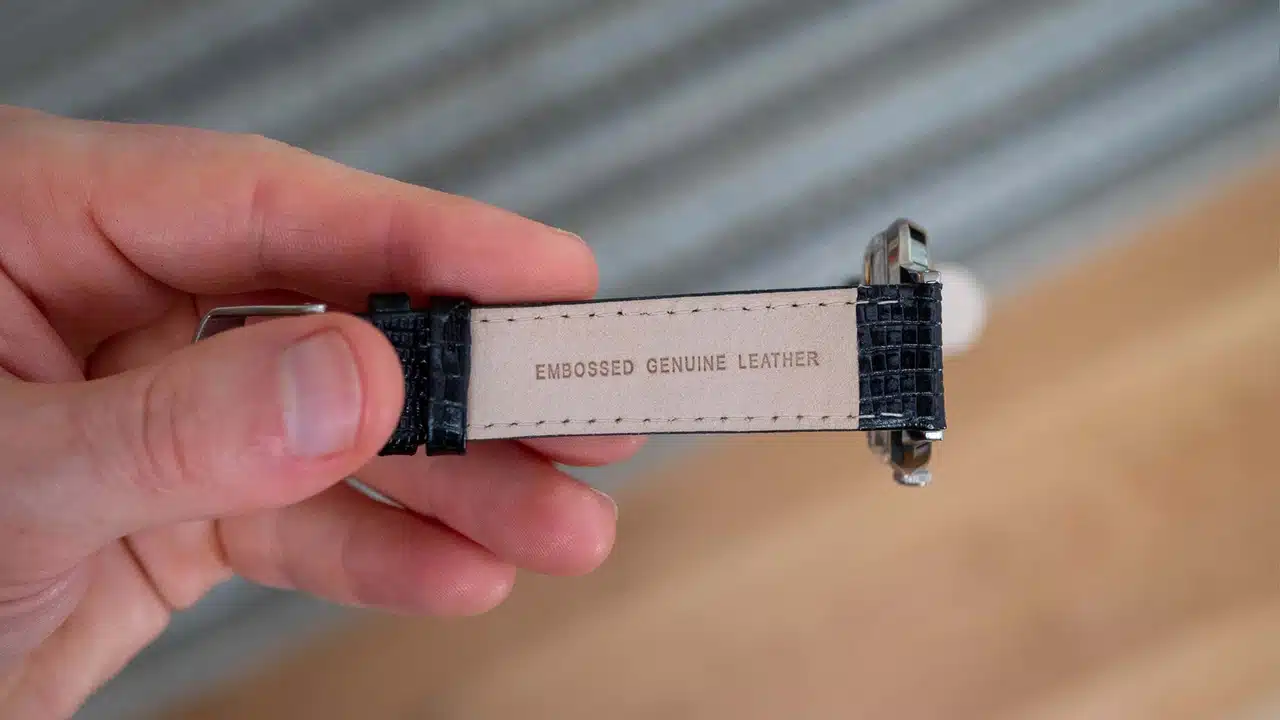 EMBOSSED GENUINE LEATHER